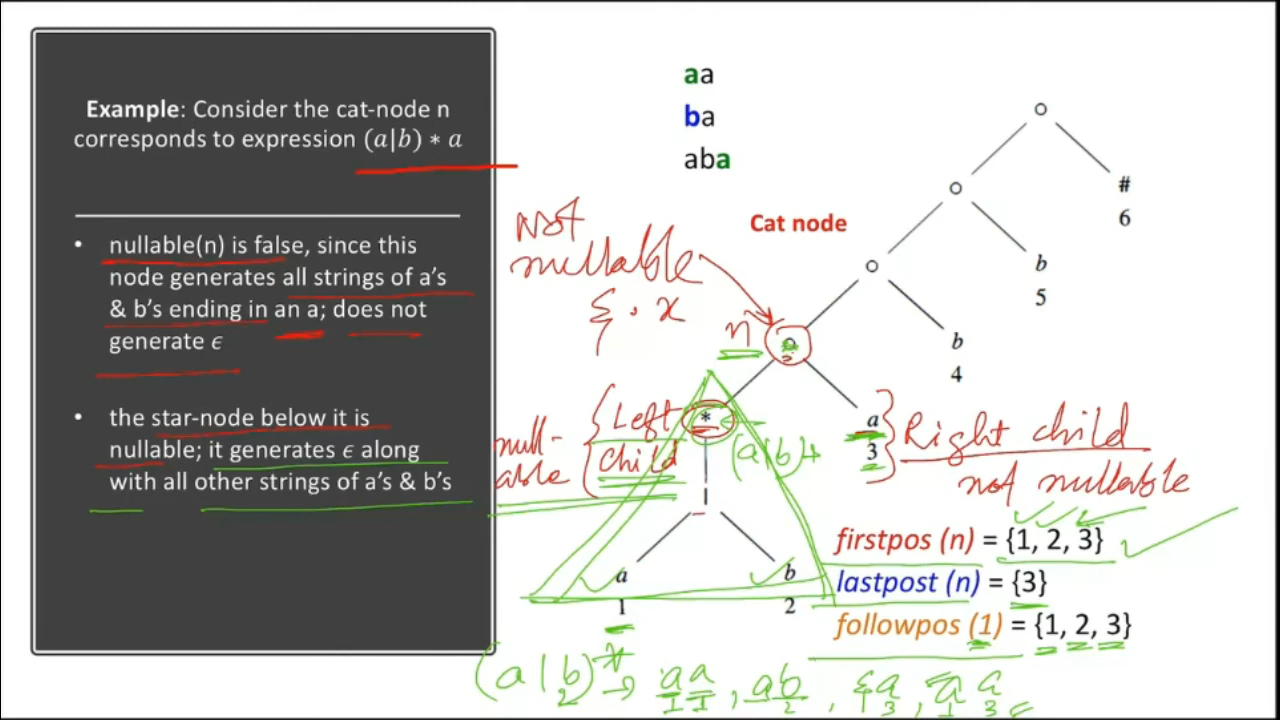 Example: Consider the cat-node n
corresponds to expression (a|b) ∗ a
• nullable(n) is false, since this
node generates all strings of a's
& b's ending in an a; does not
generate ϵ
• the star-node below it is
nullable; it generates ϵ along
with all other strings of a's & b's
aa
ba
aba
Cat node
Not
nullable
ε . x
n
#
6
b
5
b
4
*
a
3
Left
Child
null-
able
(a|b)*
Right child
not nullable
|
a
1
b
2
firstpos (n) = {1, 2, 3}
lastpost (n) = {3}
followpos (1) = {1, 2, 3}
(a|b)* → aa, ab, εa, a a